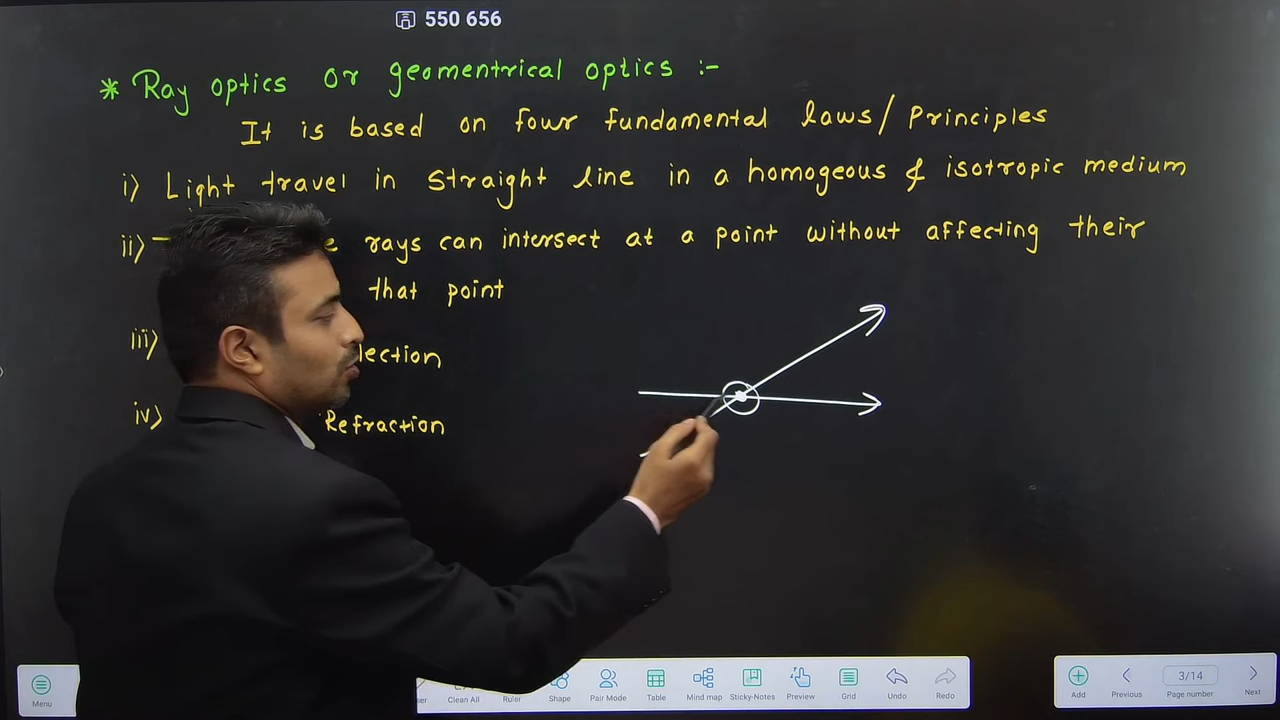 550 656
* Ray optics or geomentrical optics :-
It is based on four fundamental laws/Principles
i) Light travel in straight line in a homogeous & isotropic medium
ii) rays can intersect at a point without affecting their
that point
iii)
iv) Refraction
Menu
Clear All
Ruler
Shape
Pair Mode
Table
Mind map
Sticky-Notes
Preview
Grid
Undo
Redo
Add
Previous
3/14
Page number
Next